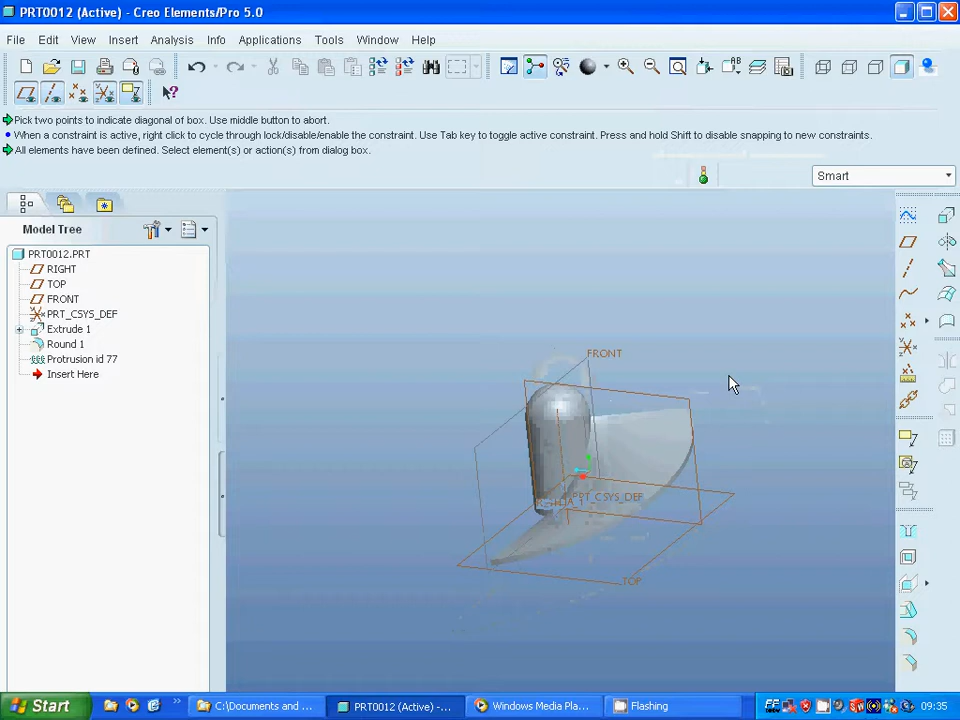 PRT0012 (Active) - Creo Elements/Pro 5.0
File Edit View Insert Analysis Info Applications Tools Window Help
Pick two points to indicate diagonal of box. Use middle button to abort.
When a constraint is active, right click to cycle through lock/disable/enable the constraint. Use Tab key to toggle active constraint. Press and hold Shift to disable snapping to new constraints.
All elements have been defined. Select element(s) or action(s) from dialog box.
Smart
Model Tree
PRT0012.PRT
RIGHT
TOP
FRONT
PRT_CSYS_DEF
Extrude 1
Round 1
Protrusion id 77
Insert Here
FRONT
PRT_CSYS_DEF
TOP
Start
C:\Documents and ...
PRT0012 (Active) -...
Windows Media Pla...
Flashing
09:35